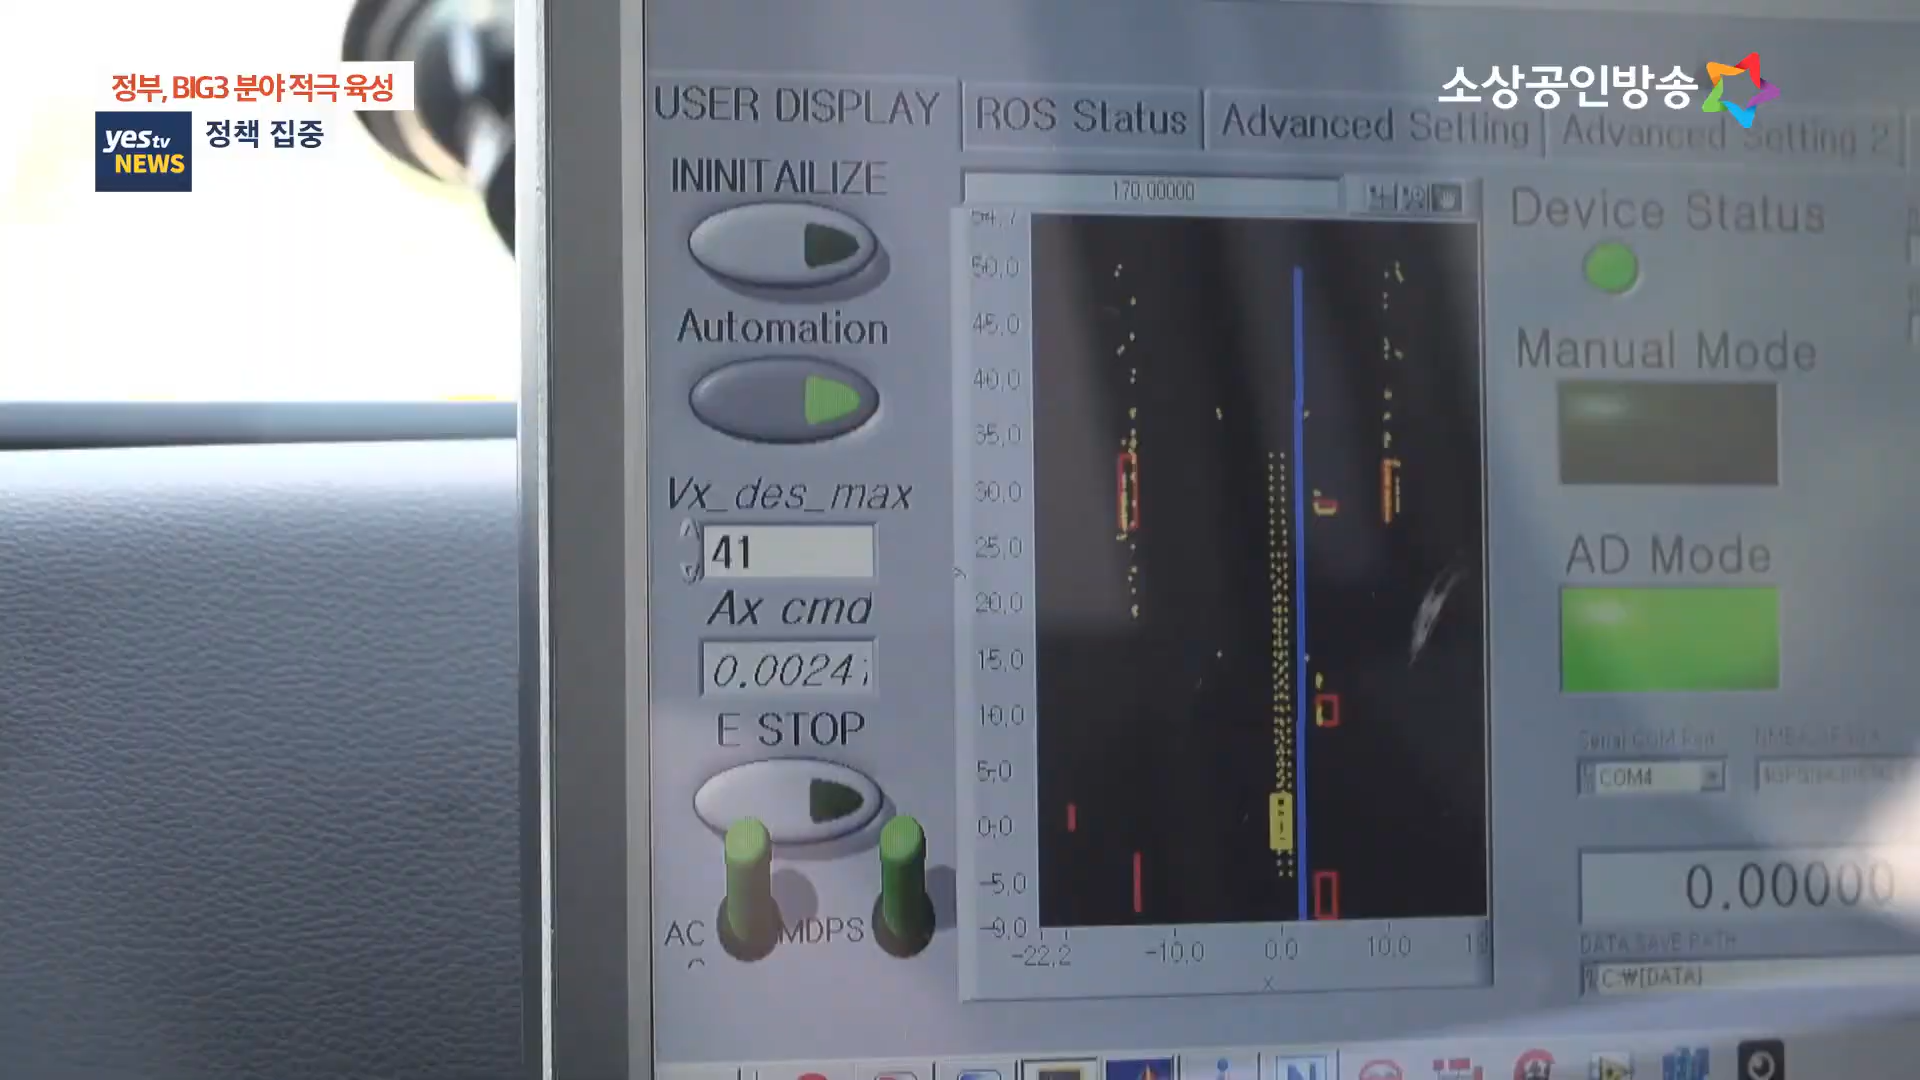 정부, BIG3 분야 적극 육성
yestv NEWS
정책 집중
소상공인방송
USER DISPLAY
ROS Status
Advanced Setting
Advanced Setting 2
ININITAILIZE
170,00000
Device Status
Automation
Manual Mode
Vx_des_max
41
AD Mode
Ax cmd
0.0024
E STOP
COM4
AC
C
MDPS
0.00000
DATA SAVE PATH
C:₩[DATA]
54,7
50,0
45,0
40,0
35,0
30,0
25,0
20,0
15,0
10,0
5,0
0,0
-5,0
-9,0
y
-22,2
-10,0
0,0
10,0
x